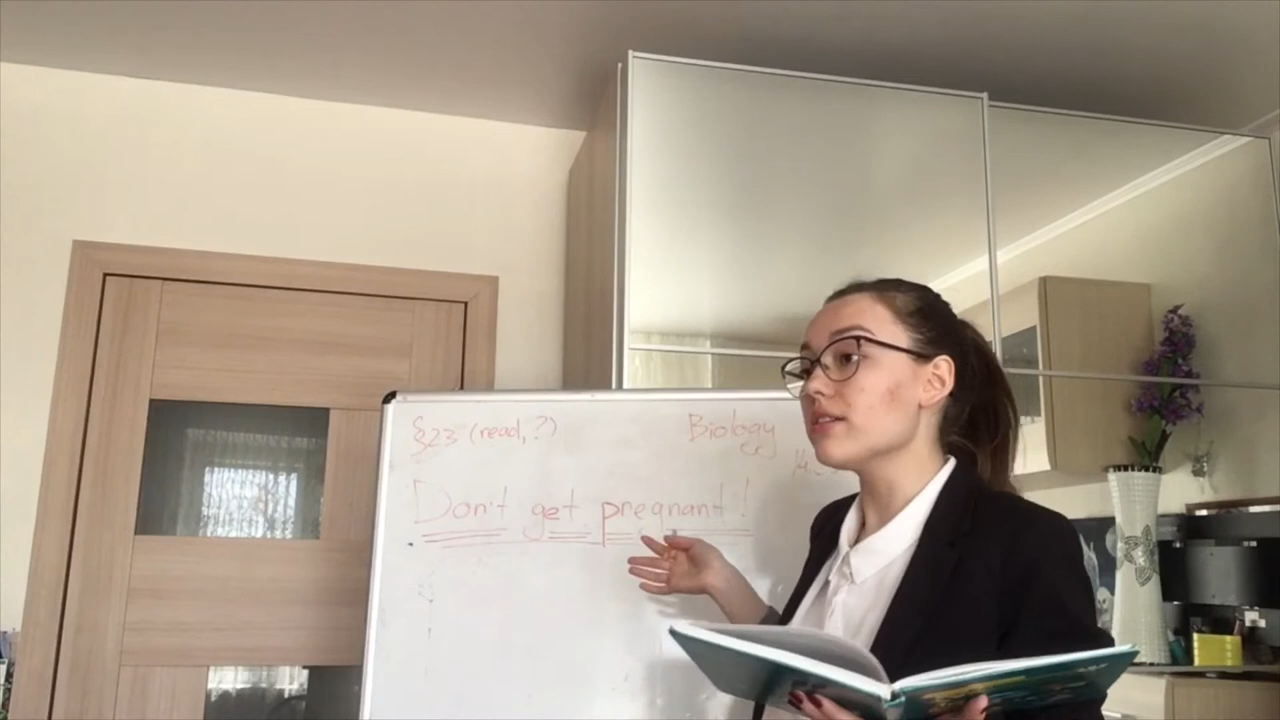 §23 (read, ?)
Biology
Don't get pregnant!